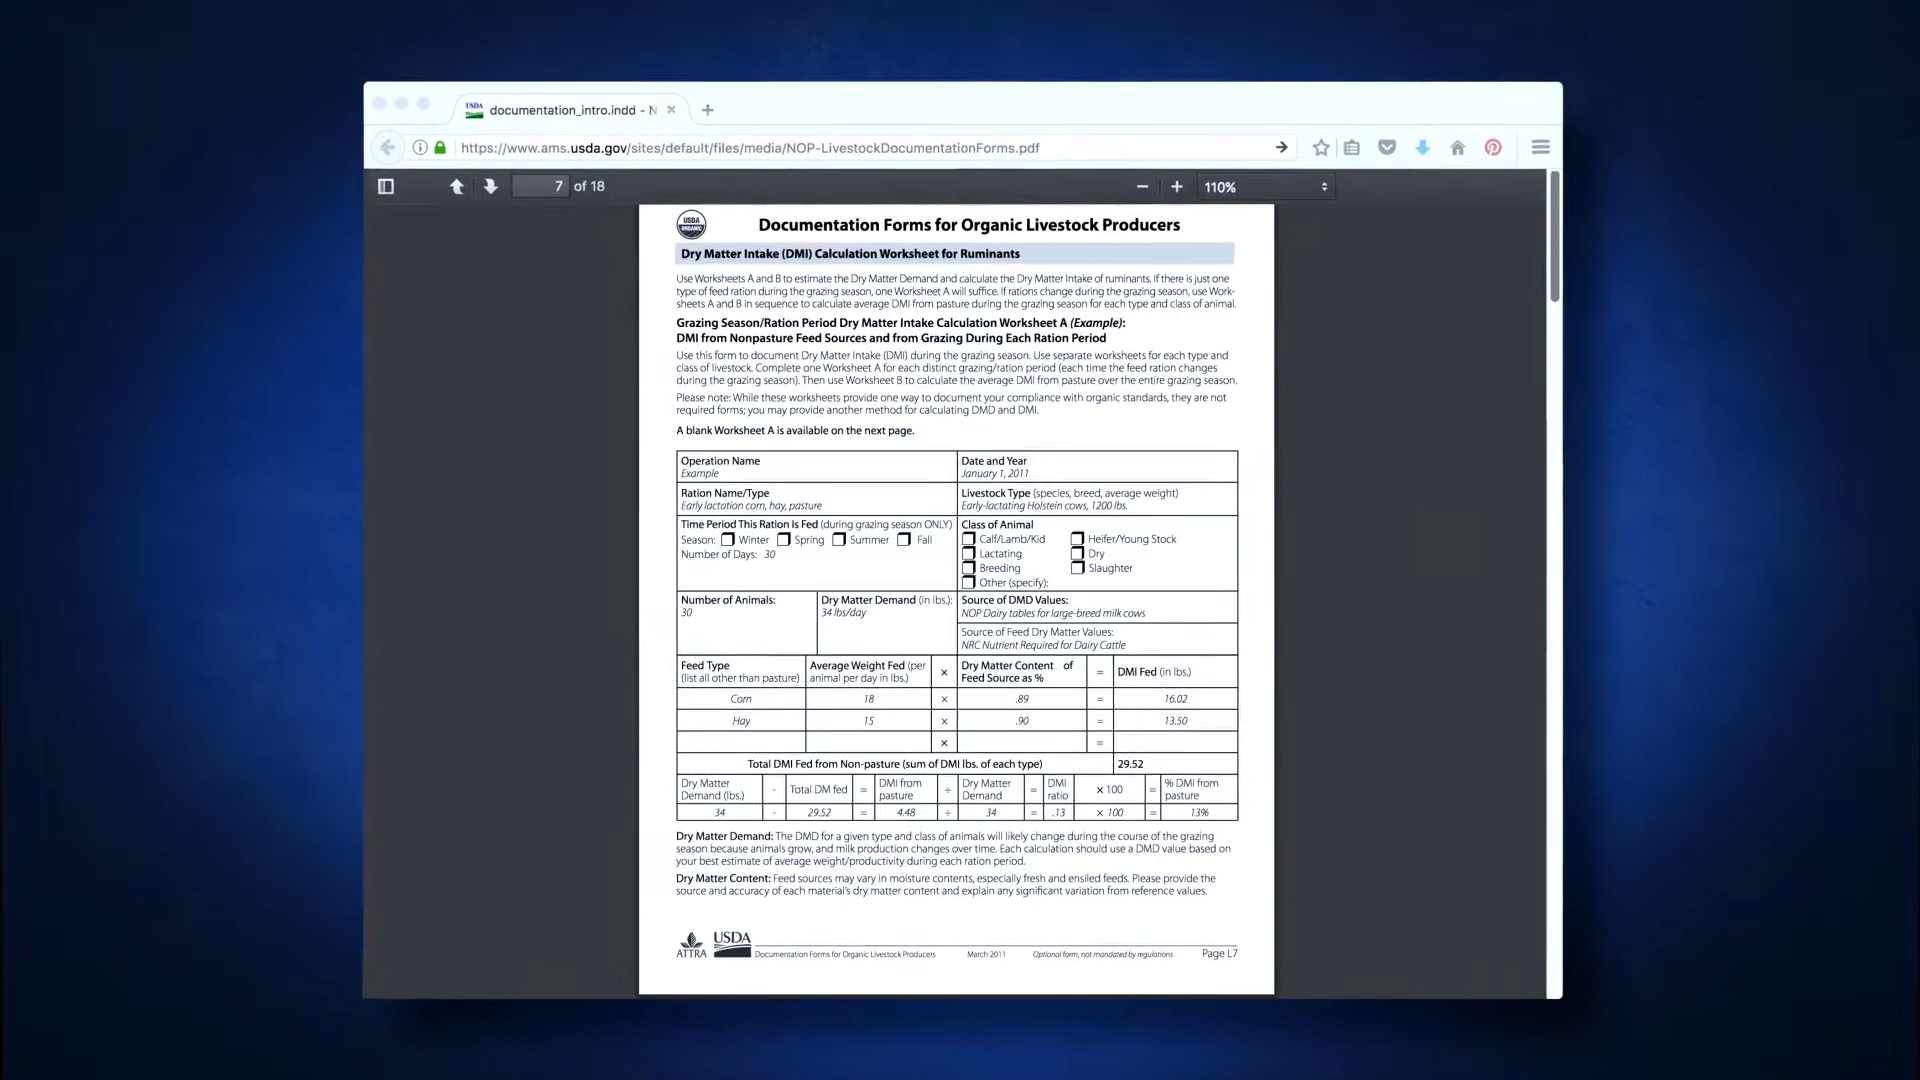 documentation_intro.indd - N
https://www.ams.usda.gov/sites/default/files/media/NOP-LivestockDocumentationForms.pdf
7 of 18
110%
USDA ORGANIC
Documentation Forms for Organic Livestock Producers
Dry Matter Intake (DMI) Calculation Worksheet for Ruminants
Use Worksheets A and B to estimate the Dry Matter Demand and calculate the Dry Matter Intake of ruminants. If there is just one
type of feed ration during the grazing season, one Worksheet A will suffice. If rations change during the grazing season, use Work-
sheets A and B in sequence to calculate average DMI from pasture during the grazing season for each type and class of animal.
Grazing Season/Ration Period Dry Matter Intake Calculation Worksheet A (Example):
DMI from Nonpasture Feed Sources and from Grazing During Each Ration Period
Use this form to document Dry Matter Intake (DMI) during the grazing season. Use separate worksheets for each type and
class of livestock. Complete one Worksheet A for each distinct grazing/ration period (each time the feed ration changes
during the grazing season). Then use Worksheet B to calculate the average DMI from pasture over the entire grazing season.
Please note: While these worksheets provide one way to document your compliance with organic standards, they are not
required forms; you may provide another method for calculating DMD and DMI.
A blank Worksheet A is available on the next page.
Operation Name
Example
Date and Year
January 1, 2011
Ration Name/Type
Early lactation corn, hay, pasture
Livestock Type (species, breed, average weight)
Early-lactating Holstein cows, 1200 lbs.
Time Period This Ration Is Fed (during grazing season ONLY)
Season: Winter Spring Summer Fall
Number of Days: 30
Class of Animal
Calf/Lamb/Kid Heifer/Young Stock
Lactating Dry
Breeding Slaughter
Other (specify):
Number of Animals:
30
Dry Matter Demand (in lbs.):
34 lbs/day
Source of DMD Values:
NOP Dairy tables for large-breed milk cows
Source of Feed Dry Matter Values:
NRC Nutrient Required for Dairy Cattle
Feed Type
(list all other than pasture)
Average Weight Fed (per
animal per day in lbs.)
×
Dry Matter Content of
Feed Source as %
=
DMI Fed (in lbs.)
Corn 18 × .89 = 16.02
Hay 15 × .90 = 13.50
× =
Total DMI Fed from Non-pasture (sum of DMI lbs. of each type) 29.52
Dry Matter
Demand (lbs.)
-
Total DM fed
=
DMI from
pasture
÷
Dry Matter
Demand
=
DMI
ratio
× 100
=
% DMI from
pasture
34 - 29.52 = 4.48 ÷ 34 = .13 × 100 = 13%
Dry Matter Demand: The DMD for a given type and class of animals will likely change during the course of the grazing
season because animals grow, and milk production changes over time. Each calculation should use a DMD value based on
your best estimate of average weight/productivity during each ration period.
Dry Matter Content: Feed sources may vary in moisture contents, especially fresh and ensiled feeds. Please provide the
source and accuracy of each material's dry matter content and explain any significant variation from reference values.
ATTRA
USDA
Documentation Forms for Organic Livestock Producers March 2011 Optional form, not mandated by regulations Page L7